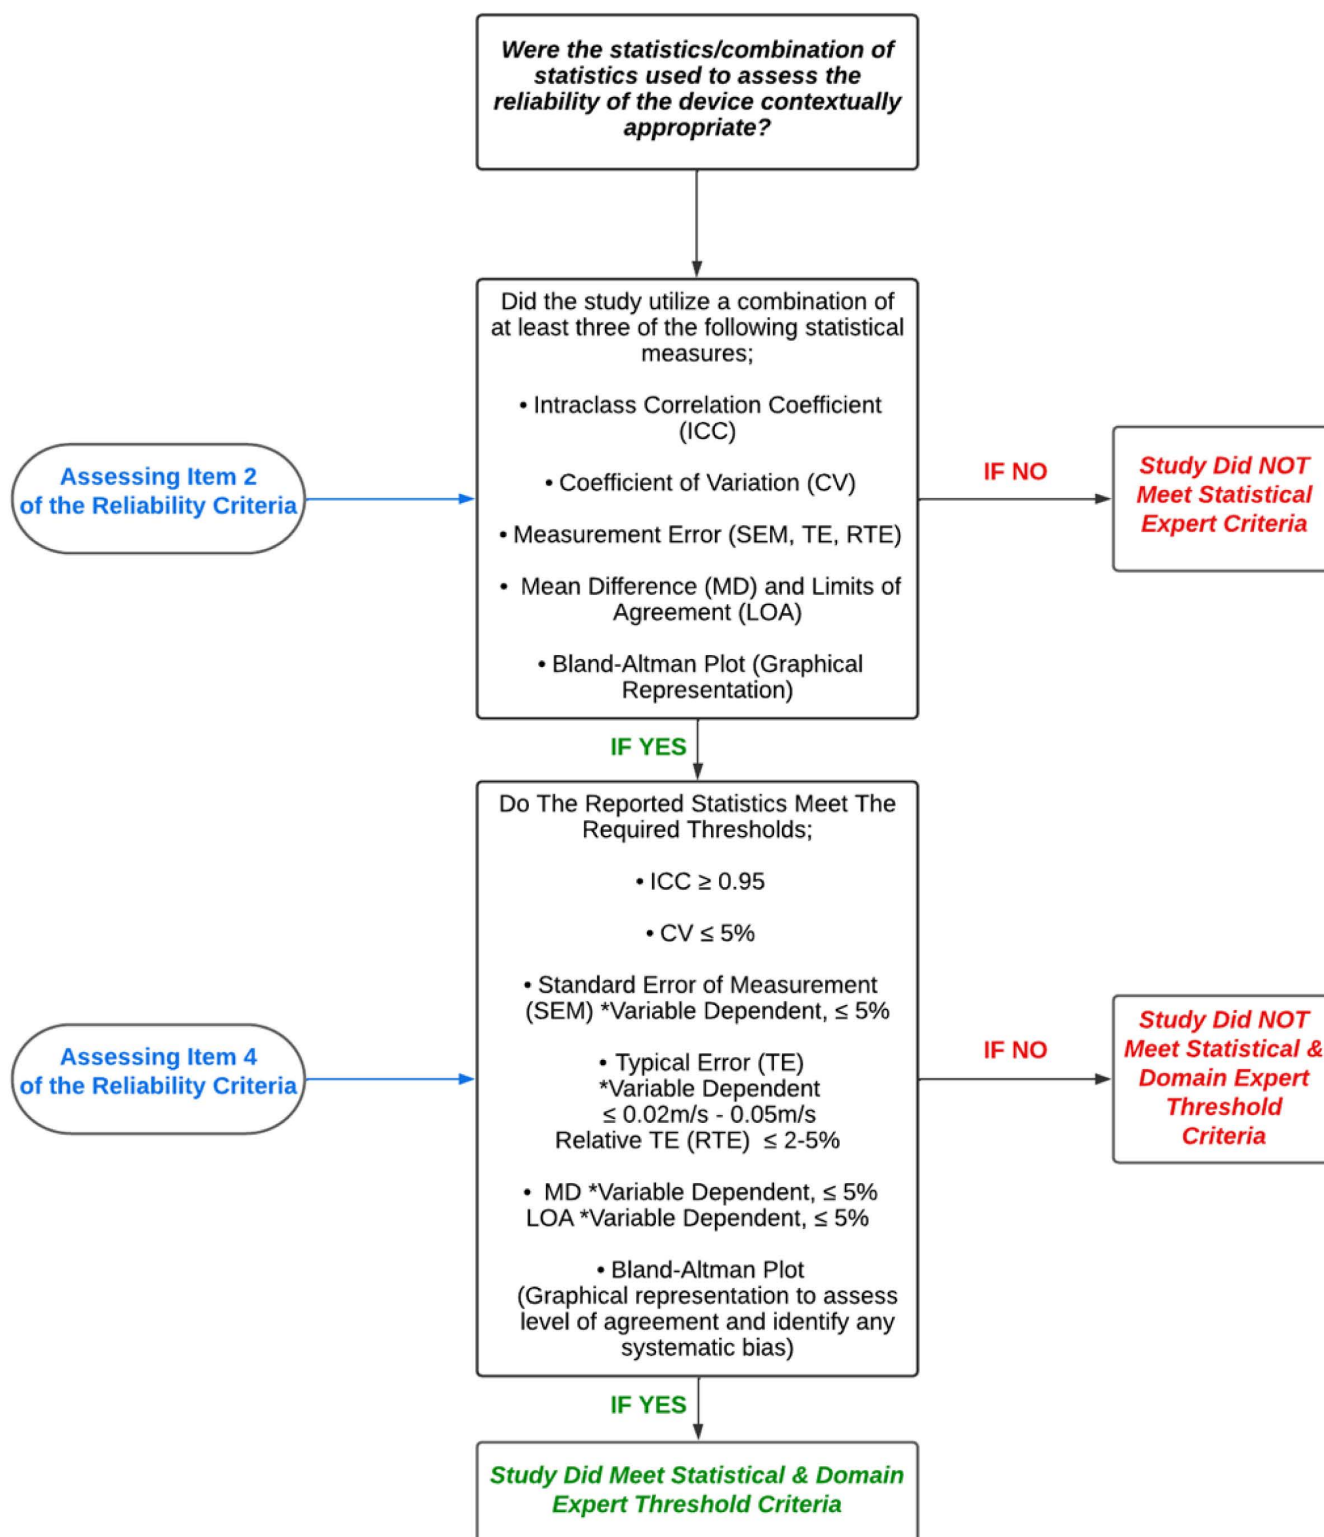 Were the statistics/combination of
statistics used to assess the
reliability of the device contextually
appropriate?
Did the study utilize a combination of
at least three of the following statistical
measures;
• Intraclass Correlation Coefficient
(ICC)
• Coefficient of Variation (CV)
• Measurement Error (SEM, TE, RTE)
• Mean Difference (MD) and Limits of
Agreement (LOA)
• Bland-Altman Plot (Graphical
Representation)
Assessing Item 2
of the Reliability Criteria
IF NO
Study Did NOT
Meet Statistical
Expert Criteria
IF YES
Do The Reported Statistics Meet The
Required Thresholds;
• ICC ≥ 0.95
• CV ≤ 5%
• Standard Error of Measurement
(SEM) *Variable Dependent, ≤ 5%
• Typical Error (TE)
*Variable Dependent
≤ 0.02m/s - 0.05m/s
Relative TE (RTE) ≤ 2-5%
• MD *Variable Dependent, ≤ 5%
LOA *Variable Dependent, ≤ 5%
• Bland-Altman Plot
(Graphical representation to assess
level of agreement and identify any
systematic bias)
Assessing Item 4
of the Reliability Criteria
IF NO
Study Did NOT
Meet Statistical &
Domain Expert
Threshold
Criteria
IF YES
Study Did Meet Statistical & Domain
Expert Threshold Criteria